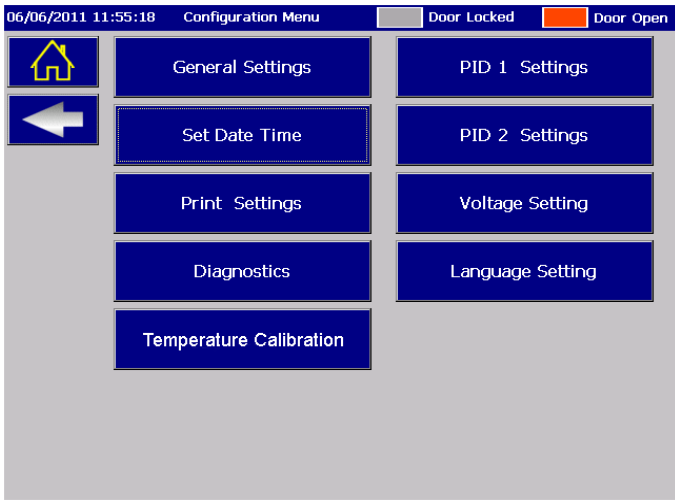 06/06/2011 11:55:18 Configuration Menu Door Locked Door Open
General Settings PID 1 Settings
Set Date Time PID 2 Settings
Print Settings Voltage Setting
Diagnostics Language Setting
Temperature Calibration